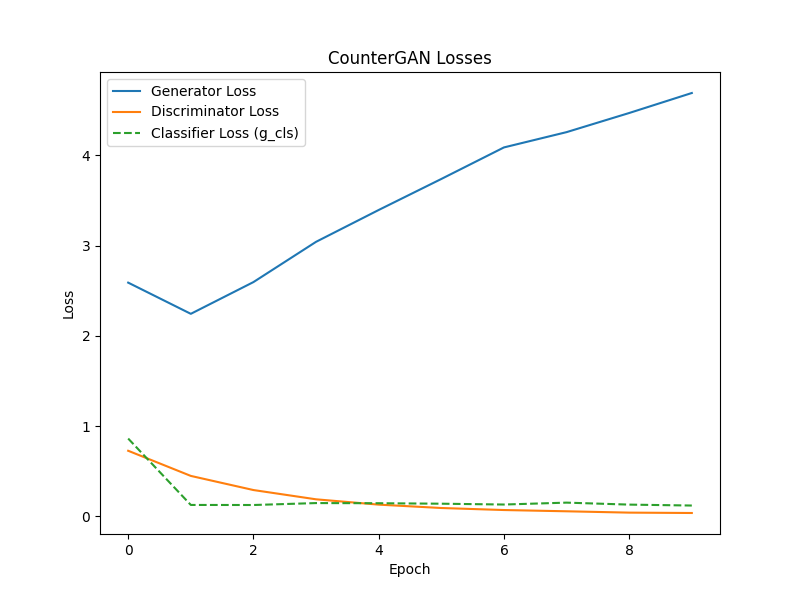 CounterGAN Losses
Generator Loss
Discriminator Loss
Classifier Loss (g_cls)
4
3
2
1
0
Loss
0 2 4 6 8
Epoch